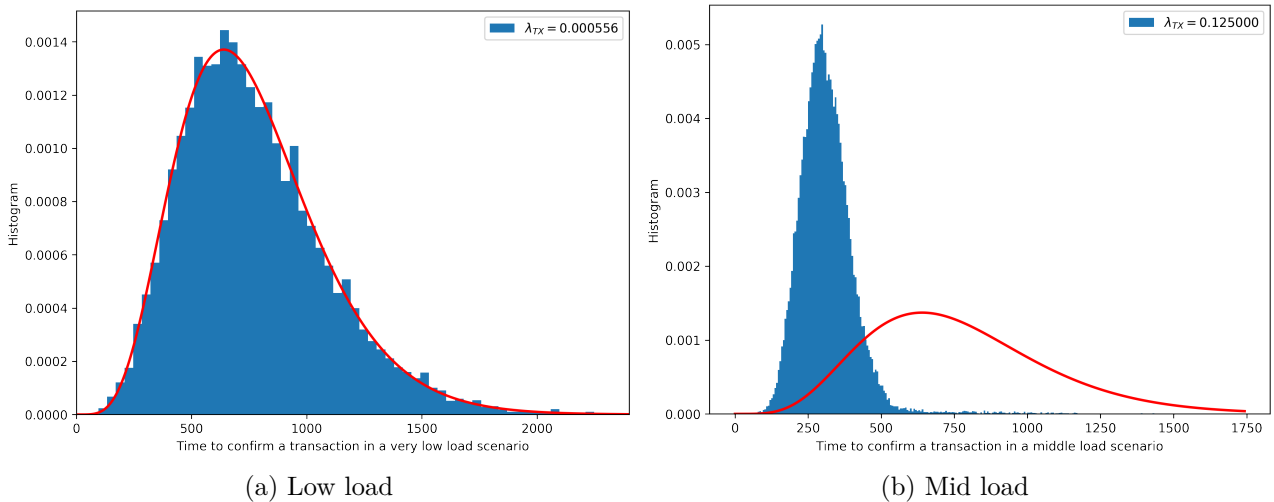 λTX = 0.000556
0.0014
0.0012
0.0010
0.0008
0.0006
0.0004
0.0002
0.0000
Histogram
0 500 1000 1500 2000
Time to confirm a transaction in a very low load scenario
(a) Low load
λTX = 0.125000
0.005
0.004
0.003
0.002
0.001
0.000
Histogram
0 250 500 750 1000 1250 1500 1750
Time to confirm a transaction in a middle load scenario
(b) Mid load